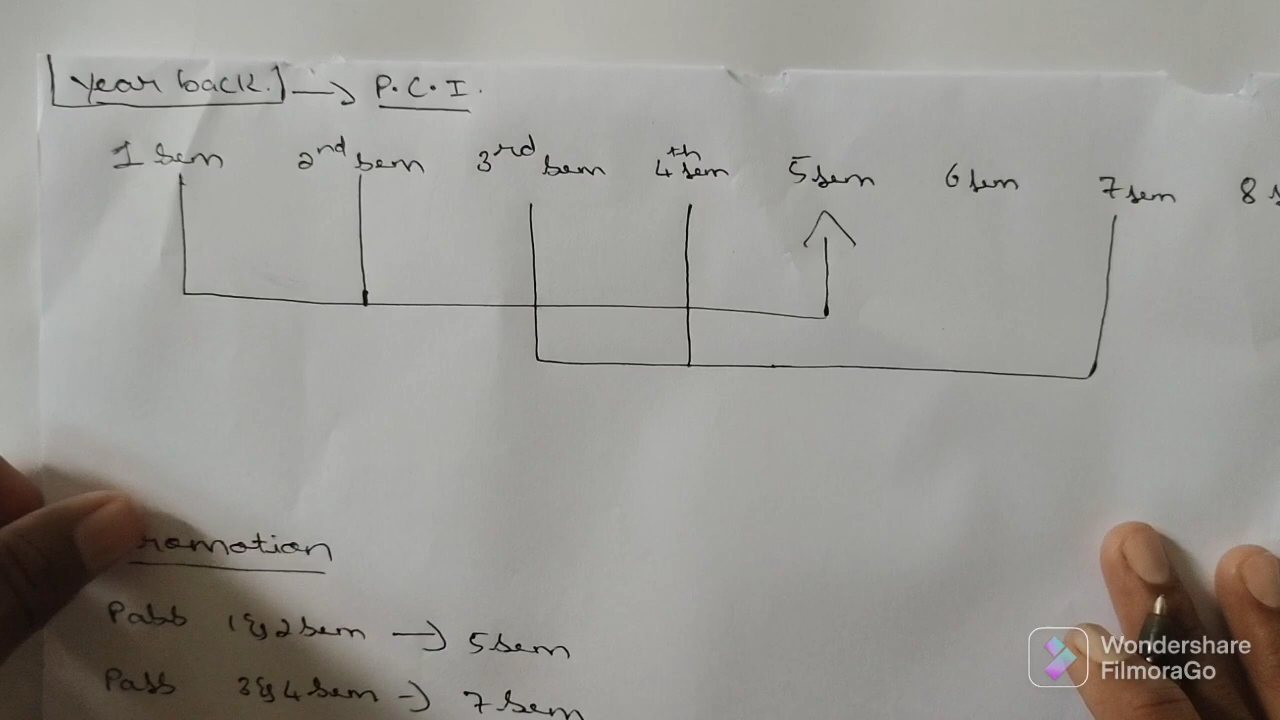 Year back. → P.C.I.
1 sem 2nd sem 3rd sem 4th sem 5 sem 6 sem 7 sem 8 s
romotion
Pass 1 & 2 sem → 5 sem
Pass 3 & 4 sem → 7 sem
Wondershare
FilmoraGo